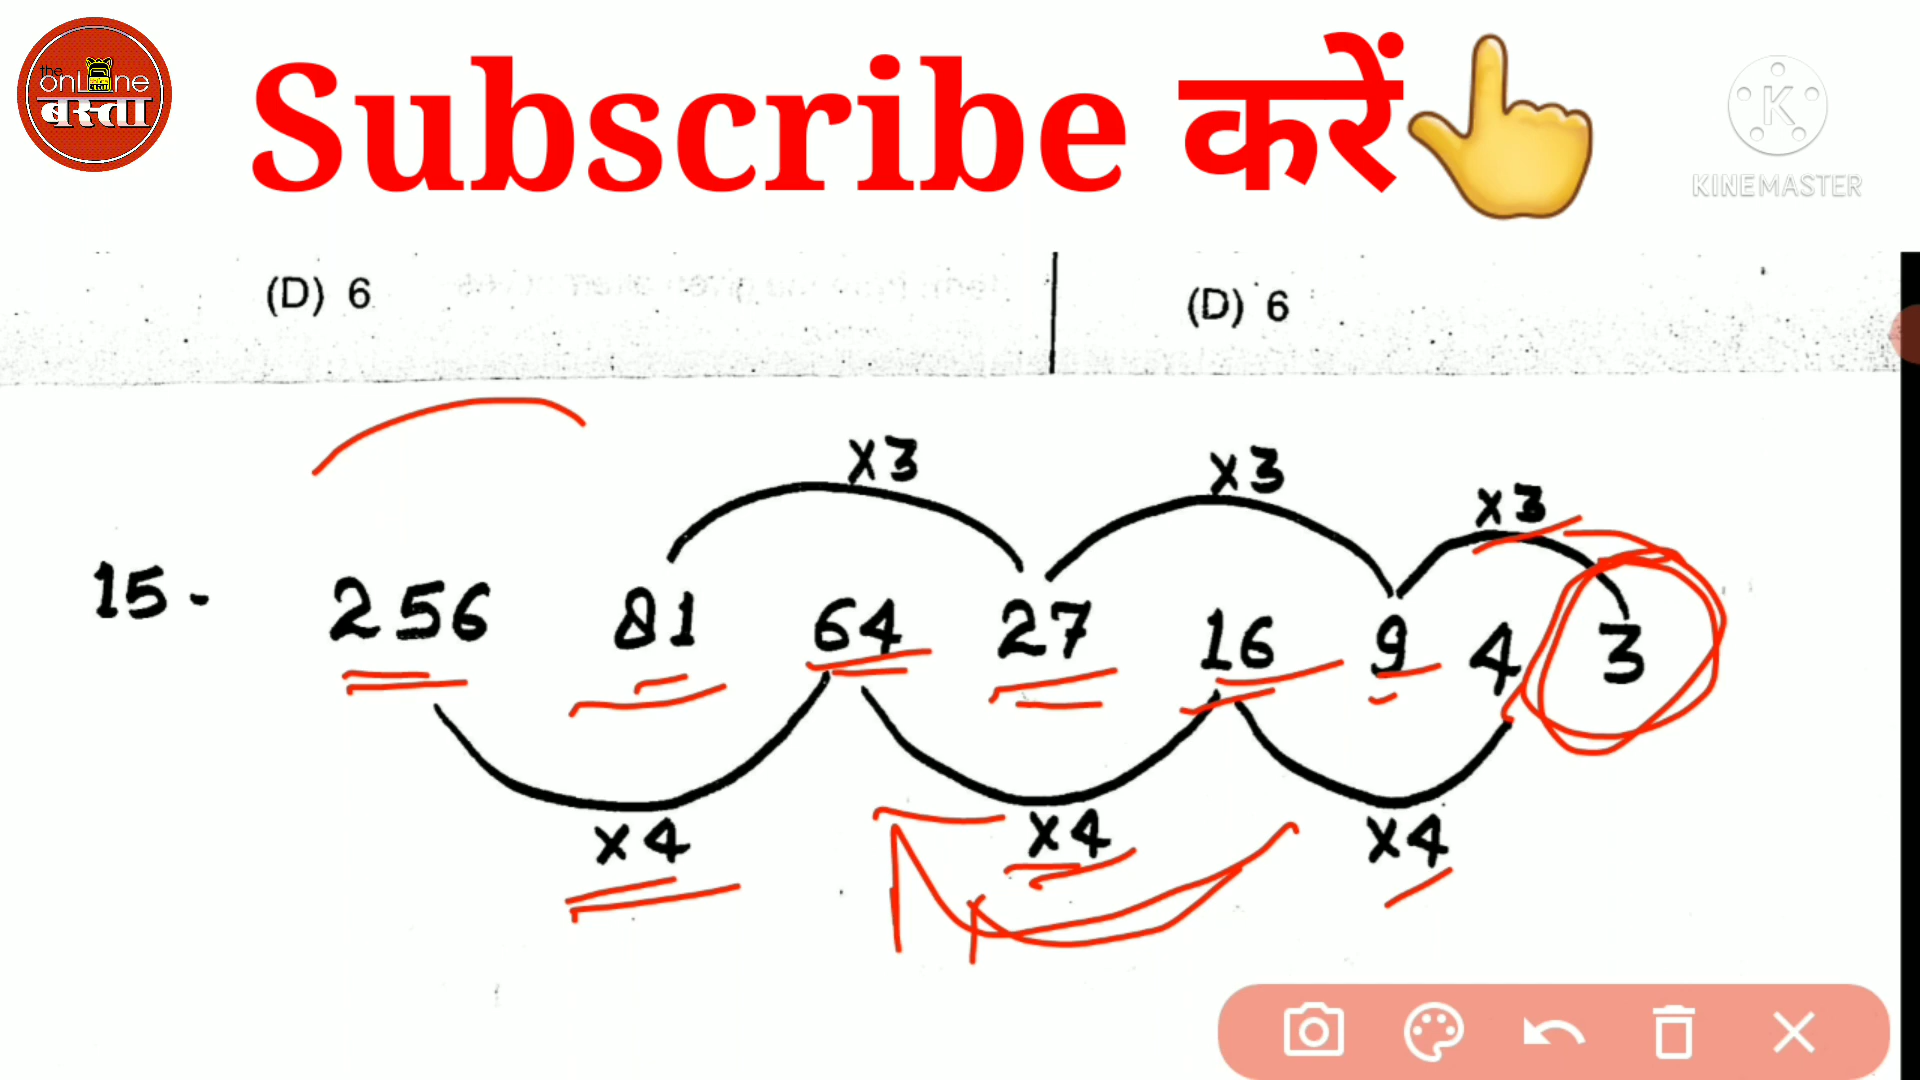 the
onLine
बस्ता
Subscribe करें
K
KINEMASTER
(D) 6
(D) 6
x3
x3
x3
15- 256 81 64 27 16 9 4 3
x4
x4
x4